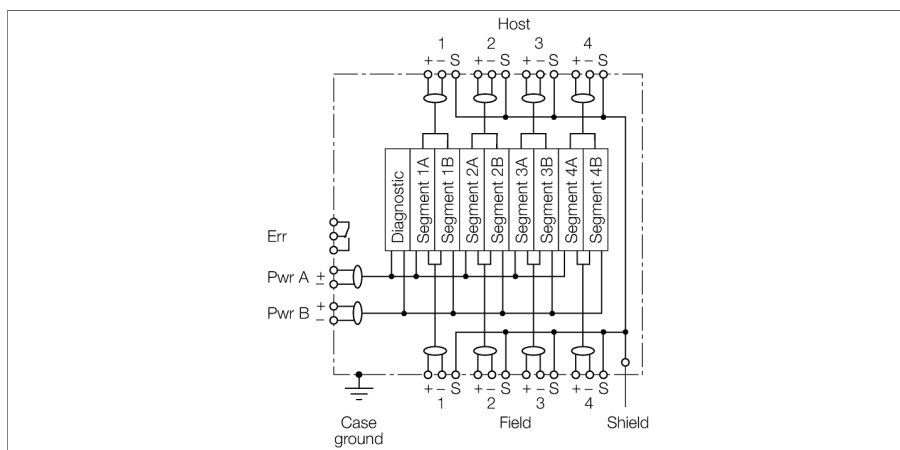 Host
1 2 3 4
+ − S + − S + − S + − S
Diagnostic
Segment 1A
Segment 1B
Segment 2A
Segment 2B
Segment 3A
Segment 3B
Segment 4A
Segment 4B
Err
Pwr A + −
Pwr B + −
+ − S + − S + − S + − S
1 2 3 4
Case
ground
Field
Shield